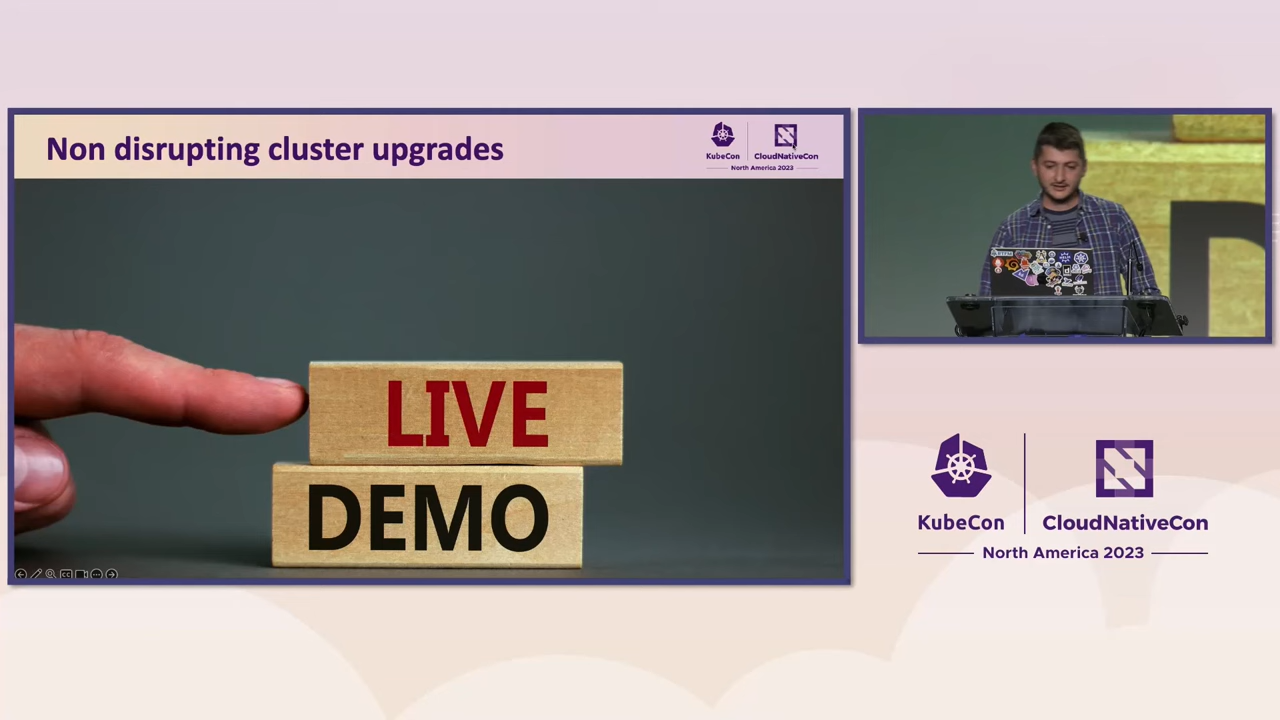 Non disrupting cluster upgrades
KubeCon
CloudNativeCon
North America 2023
LIVE
DEMO
KubeCon
CloudNativeCon
North America 2023